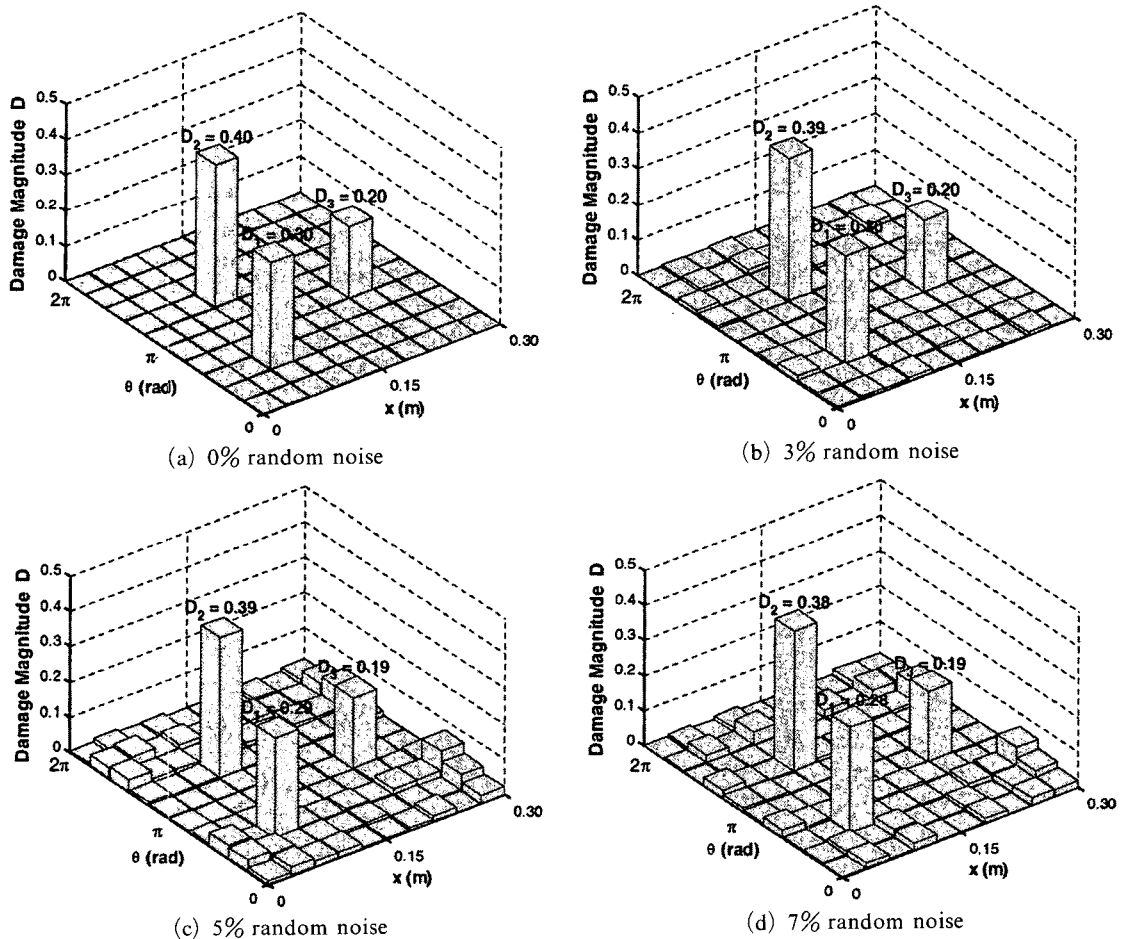 0.5
0.4
0.3
0.2
0.1
0
Damage Magnitude D
D2 = 0.40
D1 = 0.30
D3 = 0.20
2π
π
θ (rad)
0
0
0.15
x (m)
0.30
(a) 0% random noise
0.5
0.4
0.3
0.2
0.1
0
Damage Magnitude D
D2 = 0.39
D3 = 0.20
2π
π
θ (rad)
0
0
0.15
x (m)
0.30
(b) 3% random noise
0.5
0.4
0.3
0.2
0.1
0
Damage Magnitude D
D2 = 0.39
D3 = 0.19
2π
π
θ (rad)
0
0
0.15
x (m)
0.30
(c) 5% random noise
0.5
0.4
0.3
0.2
0.1
0
Damage Magnitude D
D2 = 0.38
= 0.19
2π
π
θ (rad)
0
0
0.15
x (m)
0.30
(d) 7% random noise